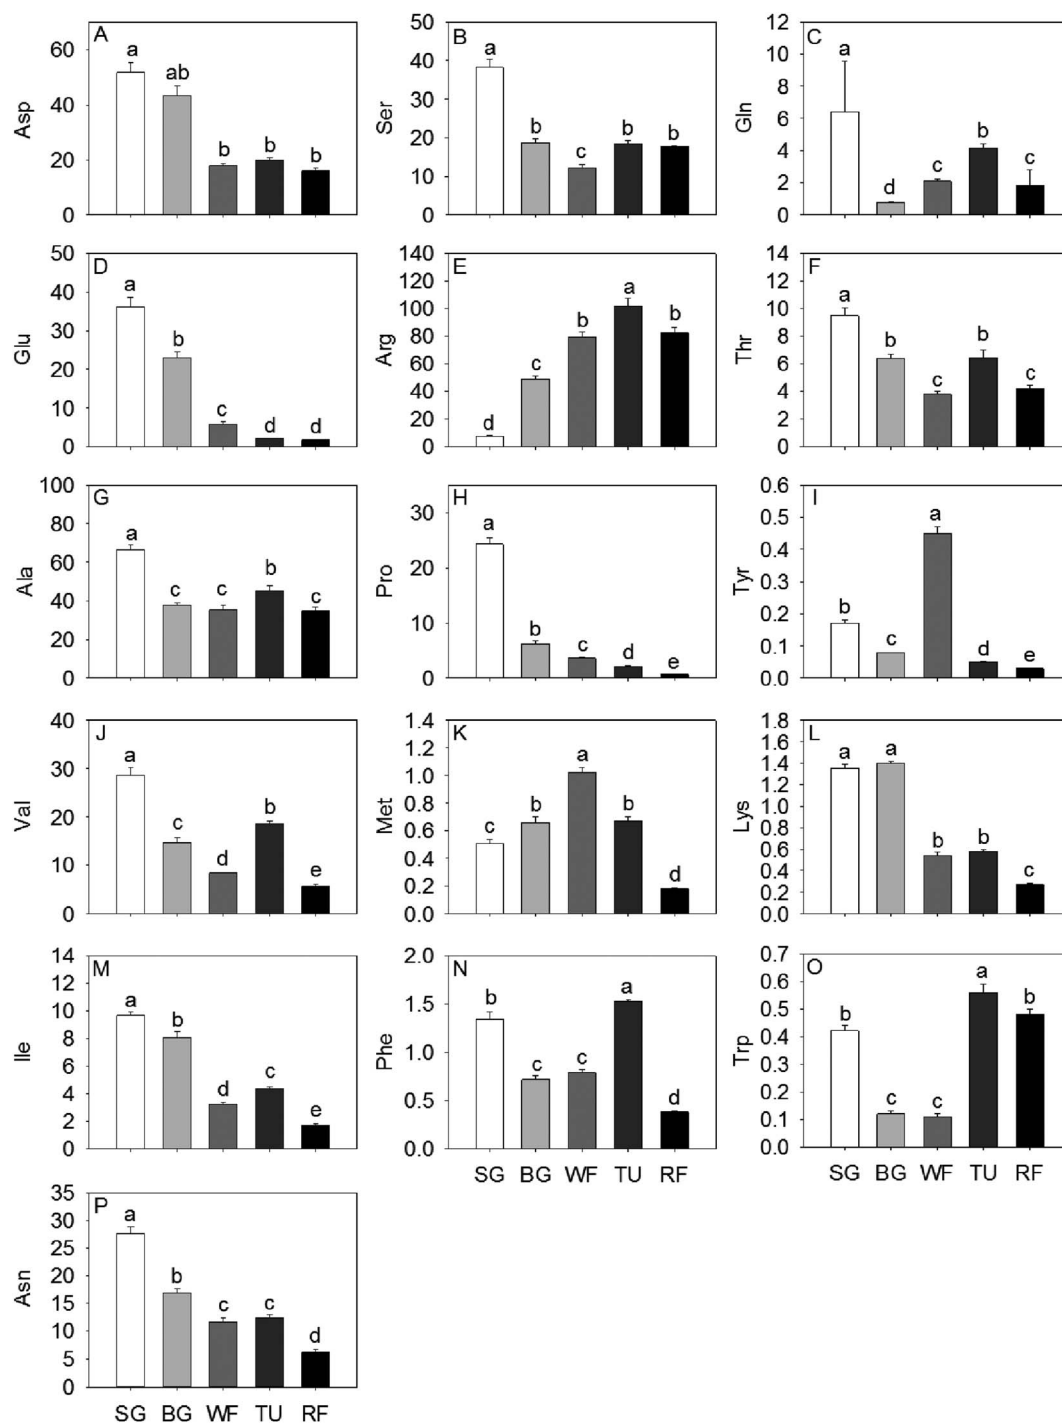 A
Asp
60
40
20
0
a
ab
b
b
b
B
Ser
50
40
30
20
10
0
a
b
c
b
b
C
Gln
12
10
8
6
4
2
0
a
d
c
b
c
D
Glu
50
40
30
20
10
0
a
b
c
d
d
E
Arg
140
120
100
80
60
40
20
0
d
c
b
a
b
F
Thr
14
12
10
8
6
4
2
0
a
b
c
b
c
G
Ala
100
80
60
40
20
0
a
c
c
b
c
H
Pro
30
20
10
0
a
b
c
d
e
I
Tyr
0.6
0.5
0.4
0.3
0.2
0.1
0.0
b
c
a
d
e
J
Val
40
30
20
10
0
a
c
d
b
e
K
Met
1.4
1.2
1.0
0.8
0.6
0.4
0.2
0.0
c
b
a
b
d
L
Lys
1.8
1.6
1.4
1.2
1.0
0.8
0.6
0.4
0.2
0.0
a
a
b
b
c
M
Ile
14
12
10
8
6
4
2
0
a
b
d
c
e
N
Phe
2.0
1.5
1.0
0.5
0.0
b
c
c
a
d
SG BG WF TU RF
O
Trp
0.7
0.6
0.5
0.4
0.3
0.2
0.1
0.0
b
c
c
a
b
SG BG WF TU RF
P
Asn
35
30
25
20
15
10
5
0
a
b
c
c
d
SG BG WF TU RF